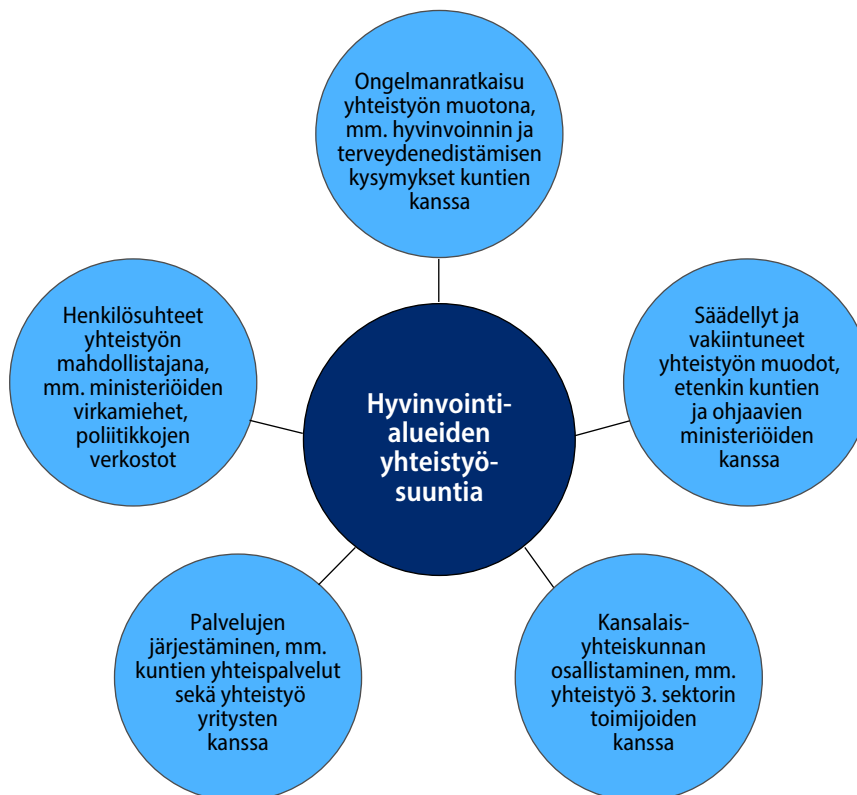 Ongelmanratkaisu
yhteistyön muotona,
mm. hyvinvoinnin ja
terveydenedistämisen
kysymykset kuntien
kanssa
Henkilösuhteet
yhteistyön
mahdollistajana,
mm. ministeriöiden
virkamiehet,
poliitikkojen
verkostot
Säädellyt ja
vakiintuneet
yhteistyön muodot,
etenkin kuntien
ja ohjaavien
ministeriöiden
kanssa
Hyvinvointi-
alueiden
yhteistyö-
suuntia
Palvelujen
järjestäminen, mm.
kuntien yhteispalvelut
sekä yhteistyö
yritysten
kanssa
Kansalais-
yhteiskunnan
osallistaminen, mm.
yhteistyö 3. sektorin
toimijoiden
kanssa